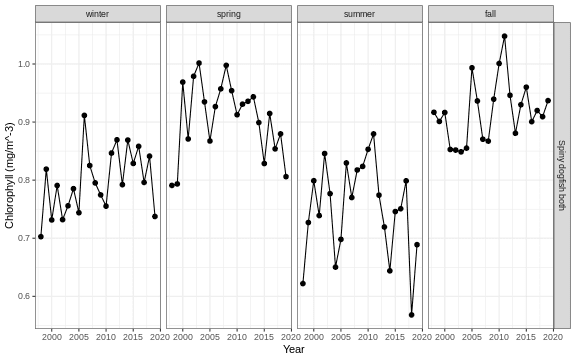 winter spring summer fall
Chlorophyll (mg/m^-3)
1.0
0.9
0.8
0.7
0.6
Spiny dogfish both
2000 2005 2010 2015 2020 2000 2005 2010 2015 2020 2000 2005 2010 2015 2020 2000 2005 2010 2015 2020
Year